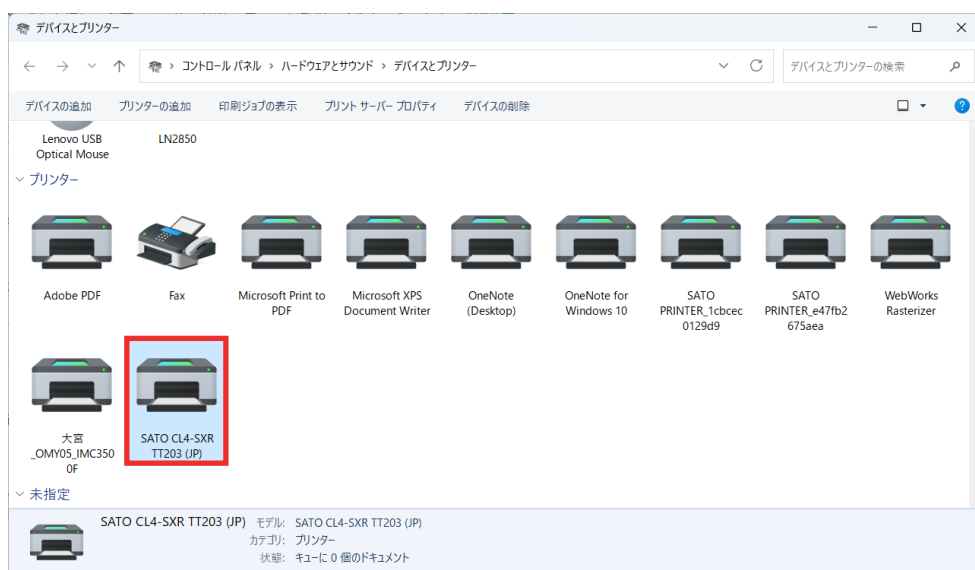 デバイスとプリンター
コントロール パネル › ハードウェアとサウンド › デバイスとプリンター
デバイスとプリンターの検索
デバイスの追加 プリンターの追加 印刷ジョブの表示 プリント サーバー プロパティ デバイスの削除
Lenovo USB
Optical Mouse
LN2850
プリンター
Adobe PDF
Fax
Microsoft Print to
PDF
Microsoft XPS
Document Writer
OneNote
(Desktop)
OneNote for
Windows 10
SATO
PRINTER_1cbcec
0129d9
SATO
PRINTER_e47fb2
675aea
WebWorks
Rasterizer
大宮
_OMY05_IMC350
0F
SATO CL4-SXR
TT203 (JP)
未指定
SATO CL4-SXR TT203 (JP) モデル: SATO CL4-SXR TT203 (JP)
カテゴリ: プリンター
状態: キューに 0 個のドキュメント